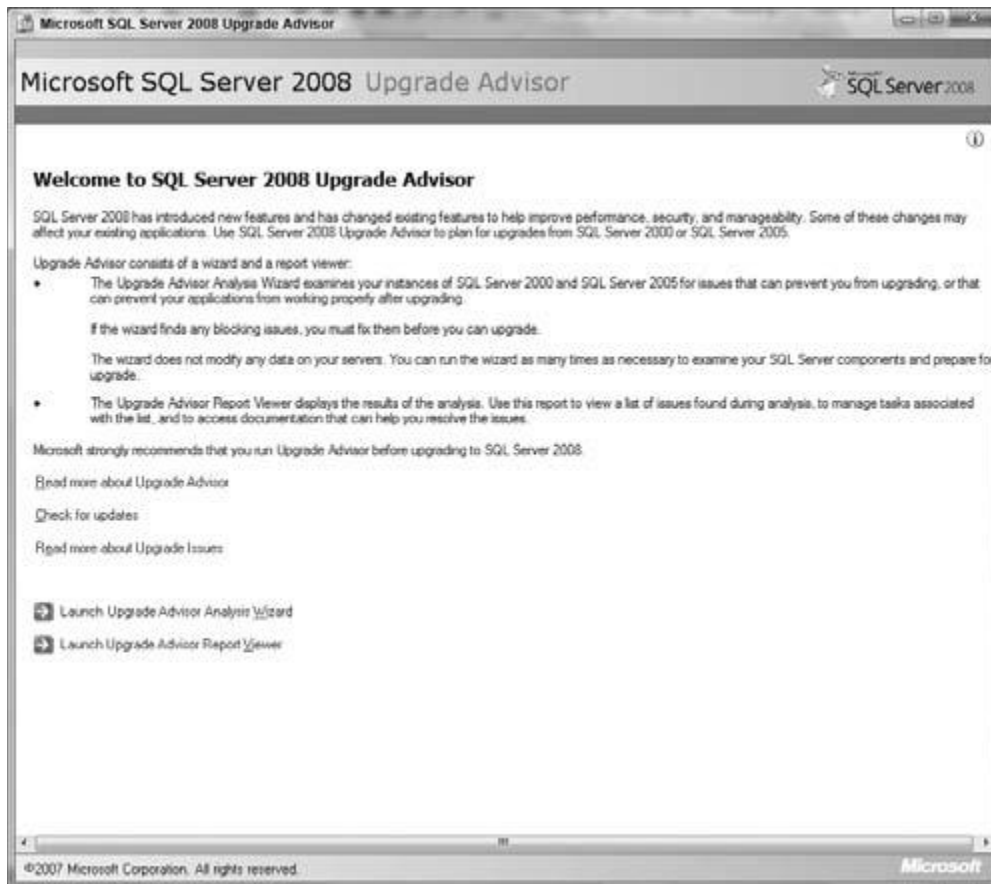 Microsoft SQL Server 2008 Upgrade Advisor
Microsoft SQL Server 2008 Upgrade Advisor
Microsoft
SQL Server 2008
Welcome to SQL Server 2008 Upgrade Advisor
SQL Server 2008 has introduced new features and has changed existing features to help improve performance, security, and manageability. Some of these changes may
affect your existing applications. Use SQL Server 2008 Upgrade Advisor to plan for upgrades from SQL Server 2000 or SQL Server 2005.
Upgrade Advisor consists of a wizard and a report viewer:
• The Upgrade Advisor Analysis Wizard examines your instances of SQL Server 2000 and SQL Server 2005 for issues that can prevent you from upgrading, or that
can prevent your applications from working properly after upgrading.
If the wizard finds any blocking issues, you must fix them before you can upgrade.
The wizard does not modify any data on your servers. You can run the wizard as many times as necessary to examine your SQL Server components and prepare fo
upgrade.
• The Upgrade Advisor Report Viewer displays the results of the analysis. Use this report to view a list of issues found during analysis, to manage tasks associated
with the list, and to access documentation that can help you resolve the issues.
Microsoft strongly recommends that you run Upgrade Advisor before upgrading to SQL Server 2008.
Read more about Upgrade Advisor
Check for updates
Read more about Upgrade Issues
Launch Upgrade Advisor Analysis Wizard
Launch Upgrade Advisor Report Viewer
©2007 Microsoft Corporation. All rights reserved.
Microsoft